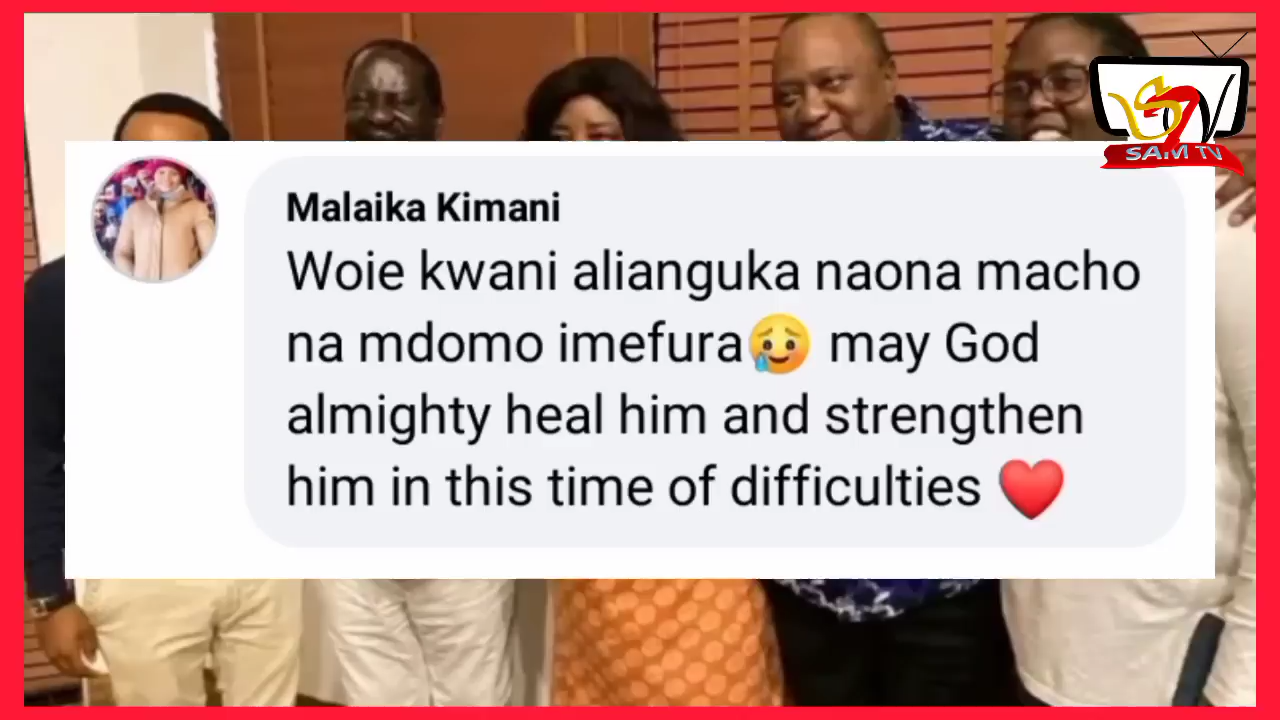 SAM TV
Malaika Kimani
Woie kwani alianguka naona macho
na mdomo imefura🥲 may God
almighty heal him and strengthen
him in this time of difficulties ❤️